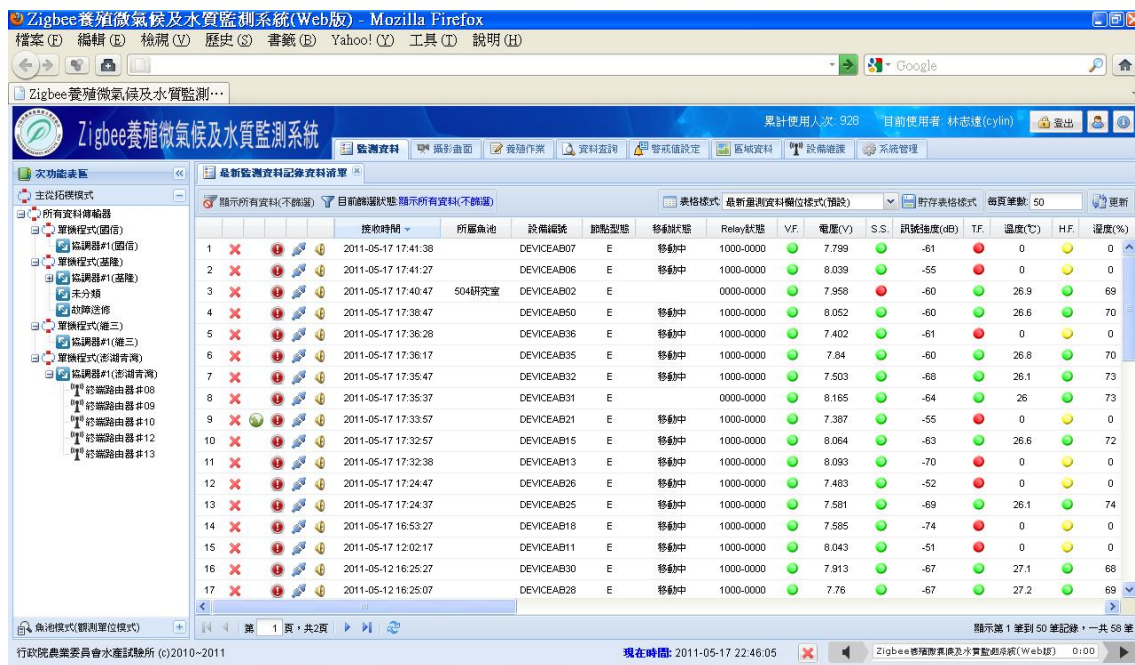 Zigbee養殖微氣候及水質監測系統(Web版) - Mozilla Firefox
檔案(F) 編輯(E) 檢視(V) 歷史(S) 書籤(B) Yahoo!(Y) 工具(T) 說明(H)
Google
Zigbee養殖微氣候及水質監測…
Zigbee養殖微氣候及水質監測系統
累計使用人次: 928 目前使用者: 林志遠(cylin) 登出
監測資料 攝影畫面 養殖作業 資料查詢 警戒值設定 區域資料 設備維護 系統管理
次功能表區
最新監測資料記錄資料清單
主從拓樸模式
顯示所有資料(不篩選) 目前篩選狀態:顯示所有資料(不篩選) 表格樣式: 最新量測資料欄位樣式(預設) 貯存表格樣式 每頁筆數: 50 更新
所有資料傳輸器
單機程式(國信)
協調器#1(國信)
單機程式(基隆)
協調器#1(基隆)
未分類
故障送修
單機程式(維三)
協調器#1(維三)
單機程式(澎湖青灣)
協調器#1(澎湖青灣)
終端路由器#08
終端路由器#09
終端路由器#10
終端路由器#12
終端路由器#13
接收時間 所屬魚池 設備編號 節點型態 移動狀態 Relay狀態 V.F. 電壓(V) S.S. 訊號強度(dB) T.F. 溫度(℃) H.F. 溼度(%)
1 2011-05-17 17:41:38 DEVICEAB07 E 移動中 1000-0000 7.799 -61 0 0
2 2011-05-17 17:41:27 DEVICEAB06 E 移動中 1000-0000 8.039 -55 0 0
3 2011-05-17 17:40:47 504研究室 DEVICEAB02 E 0000-0000 7.958 -60 26.9 69
4 2011-05-17 17:38:47 DEVICEAB50 E 移動中 1000-0000 8.052 -60 26.6 70
5 2011-05-17 17:36:28 DEVICEAB36 E 移動中 1000-0000 7.402 -61 0 0
6 2011-05-17 17:36:17 DEVICEAB35 E 移動中 1000-0000 7.84 -60 26.8 70
7 2011-05-17 17:35:47 DEVICEAB32 E 移動中 1000-0000 7.503 -68 26.1 73
8 2011-05-17 17:35:37 DEVICEAB31 E 0000-0000 8.165 -64 26 73
9 2011-05-17 17:33:57 DEVICEAB21 E 移動中 1000-0000 7.387 -55 0 0
10 2011-05-17 17:32:57 DEVICEAB15 E 移動中 1000-0000 8.064 -63 26.6 72
11 2011-05-17 17:32:38 DEVICEAB13 E 移動中 1000-0000 8.093 -70 0 0
12 2011-05-17 17:24:47 DEVICEAB26 E 移動中 1000-0000 7.483 -52 0 0
13 2011-05-17 17:24:37 DEVICEAB25 E 移動中 1000-0000 7.581 -69 26.1 74
14 2011-05-17 16:53:27 DEVICEAB18 E 移動中 1000-0000 7.585 -74 0 0
15 2011-05-17 12:02:17 DEVICEAB11 E 移動中 1000-0000 8.043 -51 0 0
16 2011-05-12 16:25:27 DEVICEAB30 E 移動中 1000-0000 7.913 -67 27.1 68
17 2011-05-12 16:25:07 DEVICEAB28 E 移動中 1000-0000 7.76 -67 27.2 69
魚池模式(觀測單位模式)
第 1 頁,共2頁
顯示第 1 筆到 50 筆記錄,一共 58 筆
行政院農業委員會水產試驗所 (c)2010~2011
現在時間: 2011-05-17 22:46:05
Zigbee養殖微氣候及水質監測系統(Web版) 0:00